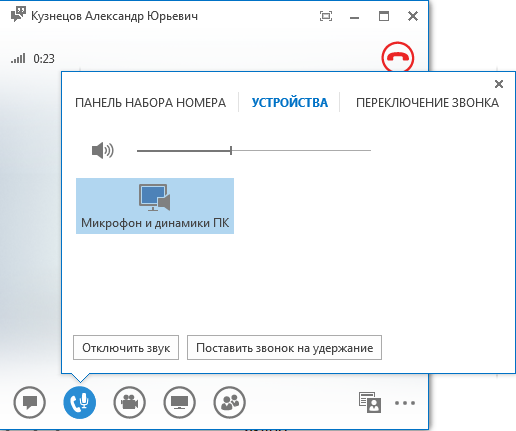 Кузнецов Александр Юрьевич
0:23
ПАНЕЛЬ НАБОРА НОМЕРА УСТРОЙСТВА ПЕРЕКЛЮЧЕНИЕ ЗВОНКА
Микрофон и динамики ПК
Отключить звук Поставить звонок на удержание